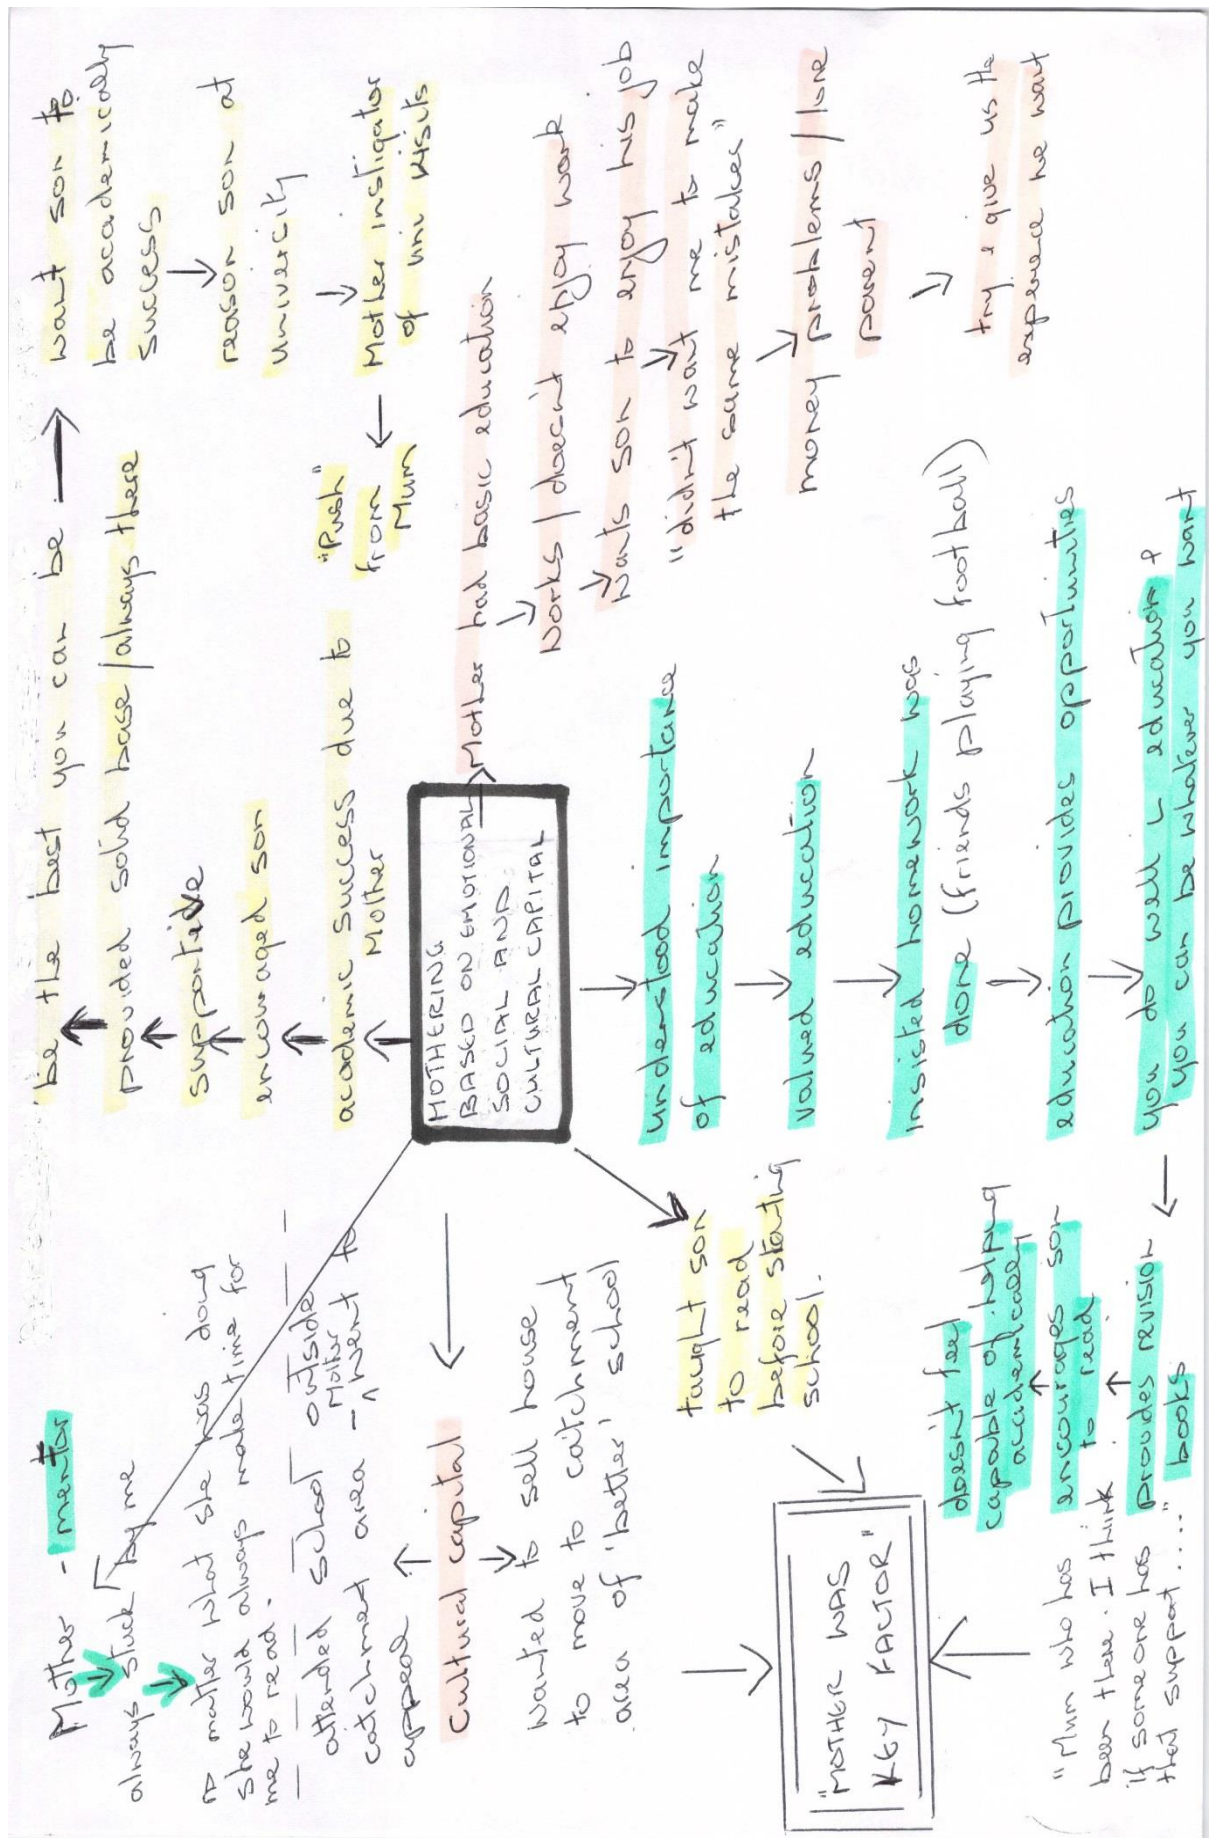 Mother - mentor
always stuck by me
no matter what she was doing
she would always make time for
me to read.
attended school outside
catchment area - Mother went to
appeal
Cultural capital
wanted to sell house
to move to catchment
area of 'better' school
"MOTHER WAS
KEY FACTOR"
"Mum who has
been there. I think
if someone has
that support....."
'be the best you can be
provided solid base/always there
supportive
encouraged son
academic success due to
Mother
MOTHERING
BASED ON EMOTIONAL
SOCIAL AND
CULTURAL CAPITAL
taught son
to read
before starting
school.
understood importance
of education
valued education
insisted homework was
done (friends playing football)
education provides opportunities
you do well education &
you can be whatever you want
provides revision
books
encourages son
to read
doesn't feel
capable of helping
academically
want son to
be academically
success
reason son at
university
Mother instigator
of uni visits
"Push"
from
Mum
Mother had basic education
Works / doesn't enjoy work
Wants son to enjoy his job
"didn't want me to make
the same mistakes"
money problems / lone
parent
try & give us the
experience he want